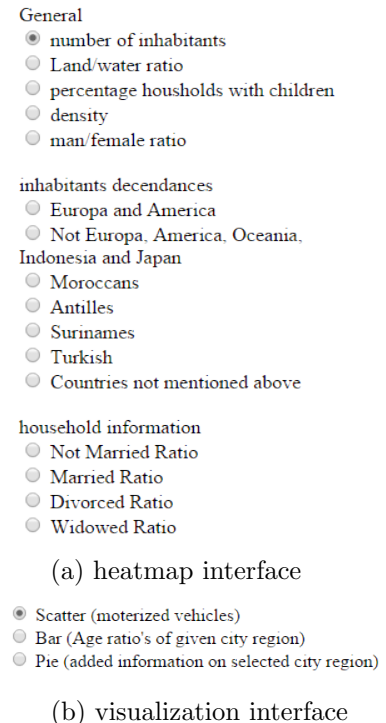 General
number of inhabitants
Land/water ratio
percentage housholds with children
density
man/female ratio
inhabitants decendances
Europa and America
Not Europa, America, Oceania,
Indonesia and Japan
Moroccans
Antilles
Surinames
Turkish
Countries not mentioned above
household information
Not Married Ratio
Married Ratio
Divorced Ratio
Widowed Ratio
(a) heatmap interface
Scatter (moterized vehicles)
Bar (Age ratio's of given city region)
Pie (added information on selected city region)
(b) visualization interface